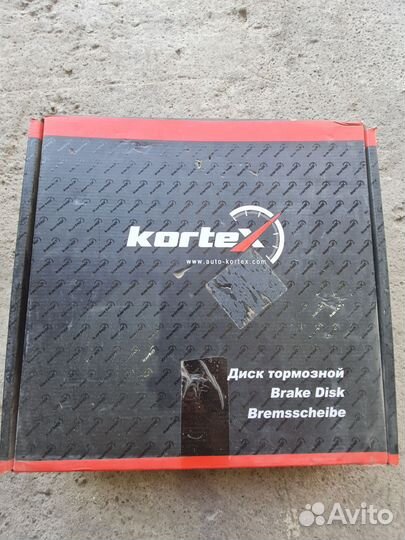 kortex
www.auto-kortex.com
Диск тормозной
Brake Disk
Bremsscheibe
Avito